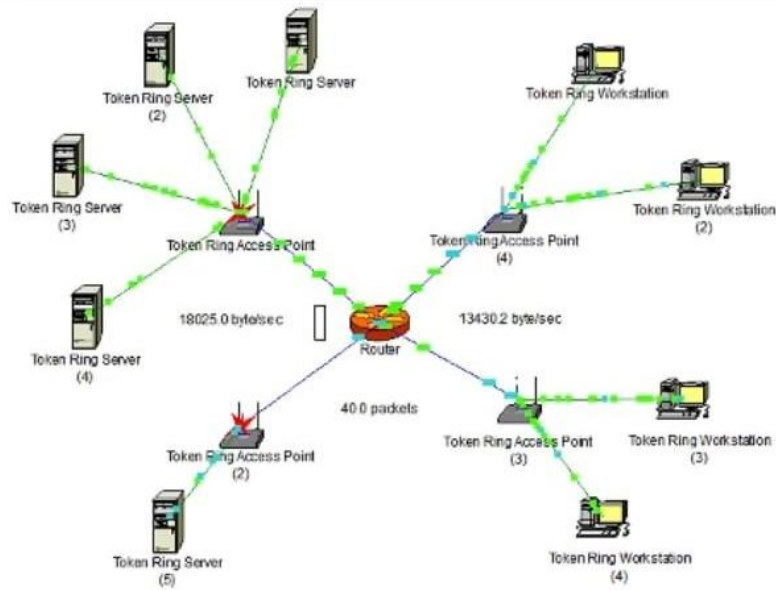 Token Ring Server
Token Ring Server
(2)
Token Ring Workstation
Token Ring Server
(3)
Token Ring Workstation
(2)
Token Ring Access Point
Token Ring Access Point
(4)
18025.0 byte/sec
13430.2 byte/sec
Router
Token Ring Server
(4)
40.0 packets
Token Ring Access Point
(3)
Token Ring Workstation
(3)
Token Ring Access Point
(2)
Token Ring Server
(5)
Token Ring Workstation
(4)